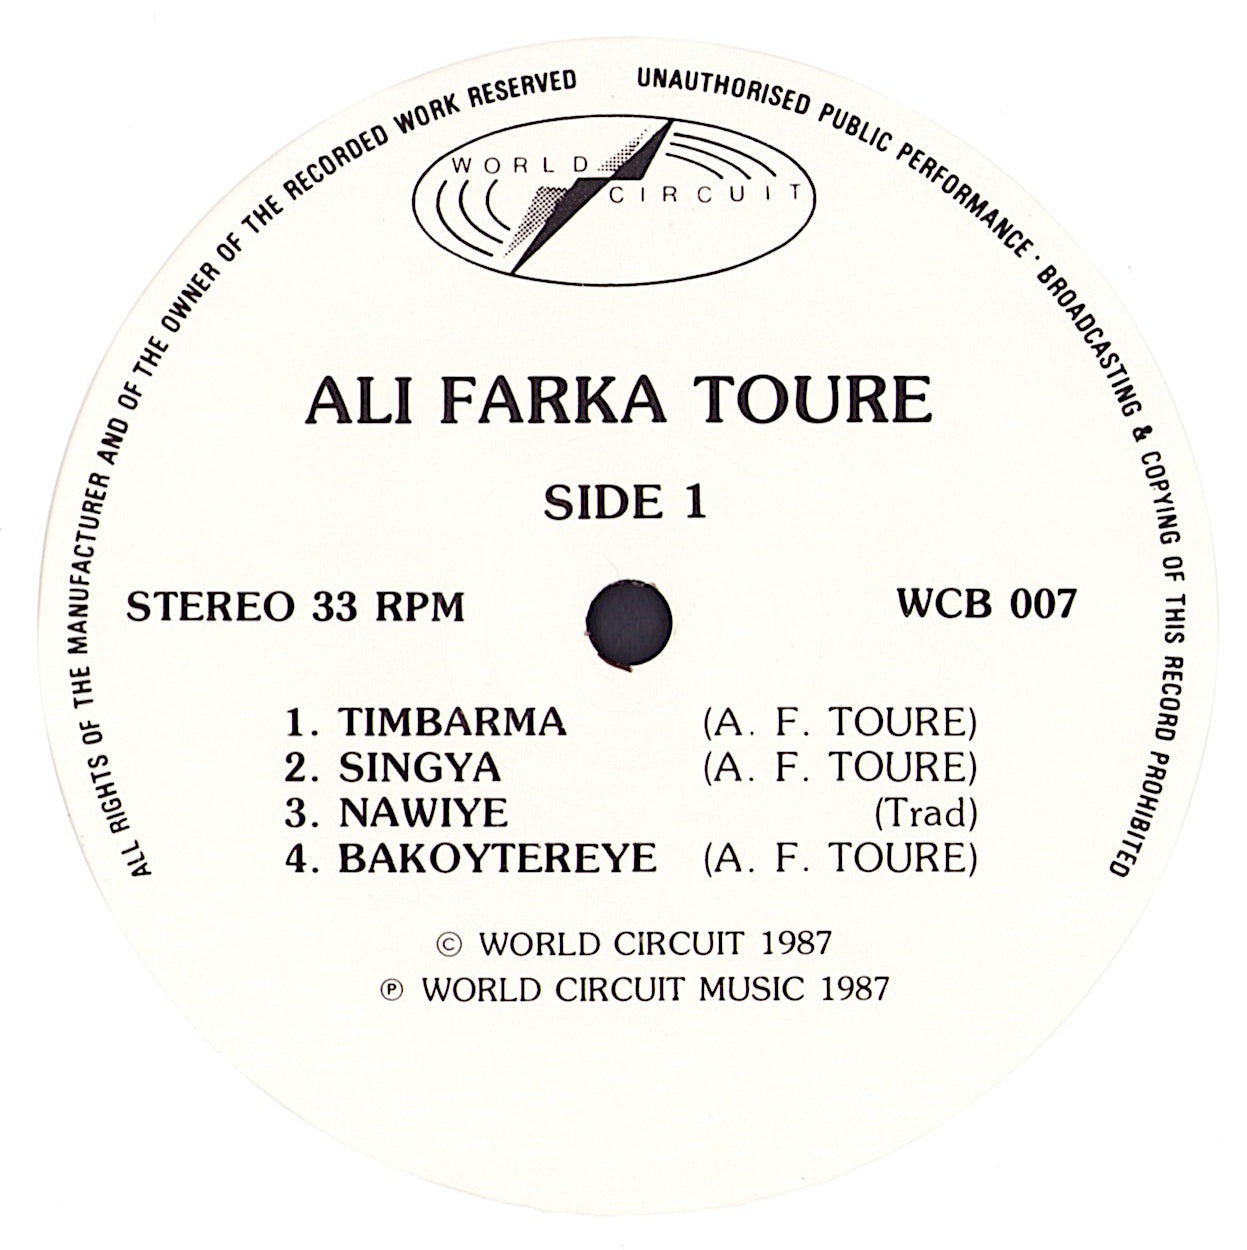 ALL RIGHTS OF THE MANUFACTURER AND OF THE OWNER OF THE RECORDED WORK RESERVED
UNAUTHORISED PUBLIC PERFORMANCE · BROADCASTING & COPYING OF THIS RECORD PROHIBITED
WORLD
CIRCUIT
ALI FARKA TOURE
SIDE 1
STEREO 33 RPM WCB 007
1. TIMBARMA (A. F. TOURE)
2. SINGYA (A. F. TOURE)
3. NAWIYE (Trad)
4. BAKOYTEREYE (A. F. TOURE)
© WORLD CIRCUIT 1987
℗ WORLD CIRCUIT MUSIC 1987